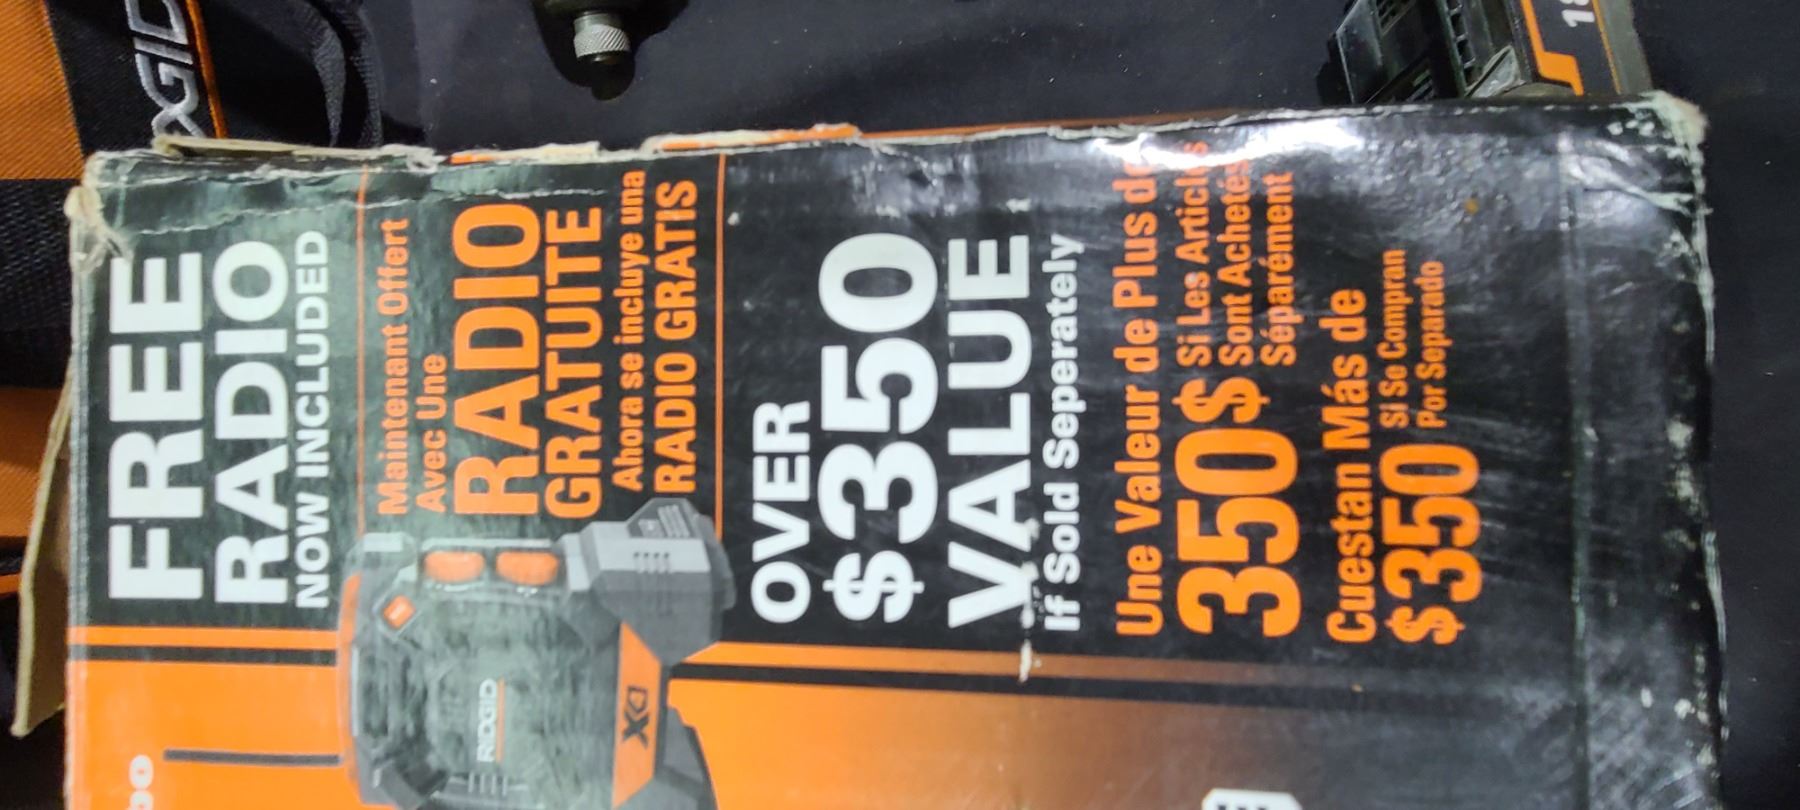 FREE
RADIO
NOW INCLUDED
Maintenant Offert
Avec Une
RADIO
GRATUITE
Ahora se incluye una
RADIO GRATIS
OVER
$350
VALUE
if Sold Seperately
Une Valeur de Plus de
350$ Si Les Articles
Sont Achetés
Séparément
Cuestan Más de
$350 Si Se Compran
Por Separado
RIDGID
XD
18